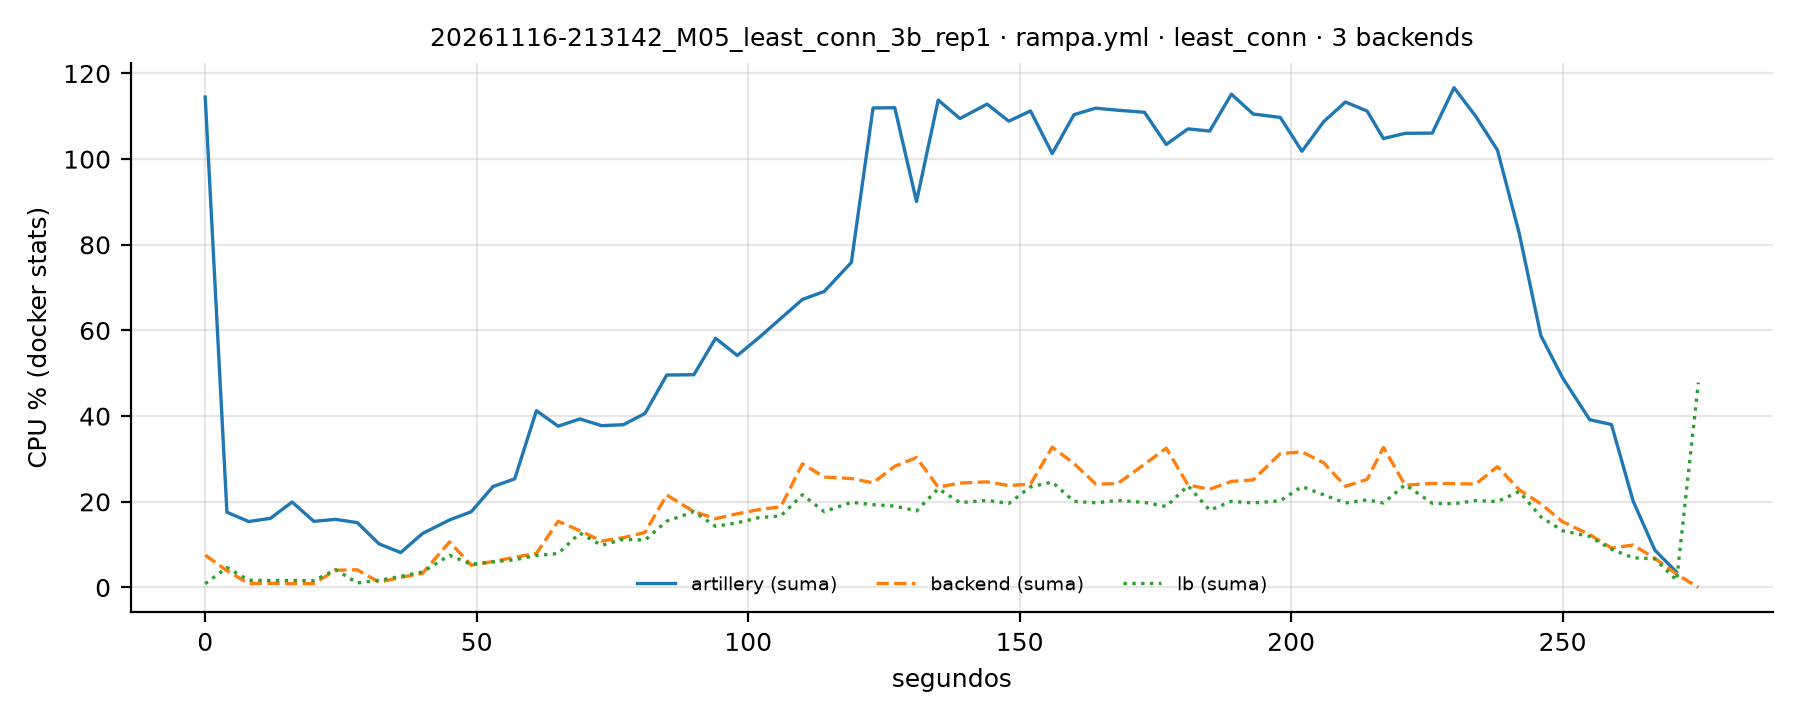 20261116-213142_M05_least_conn_3b_rep1 · rampa.yml · least_conn · 3 backends
CPU % (docker stats)
120
100
80
60
40
20
0
artillery (suma)
backend (suma)
lb (suma)
0
50
100
150
200
250
segundos